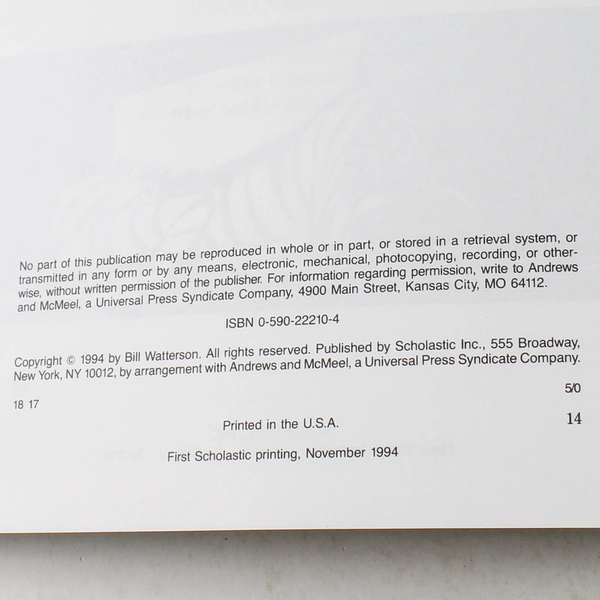 No part of this publication may be reproduced in whole or in part, or stored in a retrieval system, or
transmitted in any form or by any means, electronic, mechanical, photocopying, recording, or other-
wise, without written permission of the publisher. For information regarding permission, write to Andrews
and McMeel, a Universal Press Syndicate Company, 4900 Main Street, Kansas City, MO 64112.
ISBN 0-590-22210-4
Copyright © 1994 by Bill Watterson. All rights reserved. Published by Scholastic Inc., 555 Broadway,
New York, NY 10012, by arrangement with Andrews and McMeel, a Universal Press Syndicate Company.
18 17 5/0
Printed in the U.S.A. 14
First Scholastic printing, November 1994